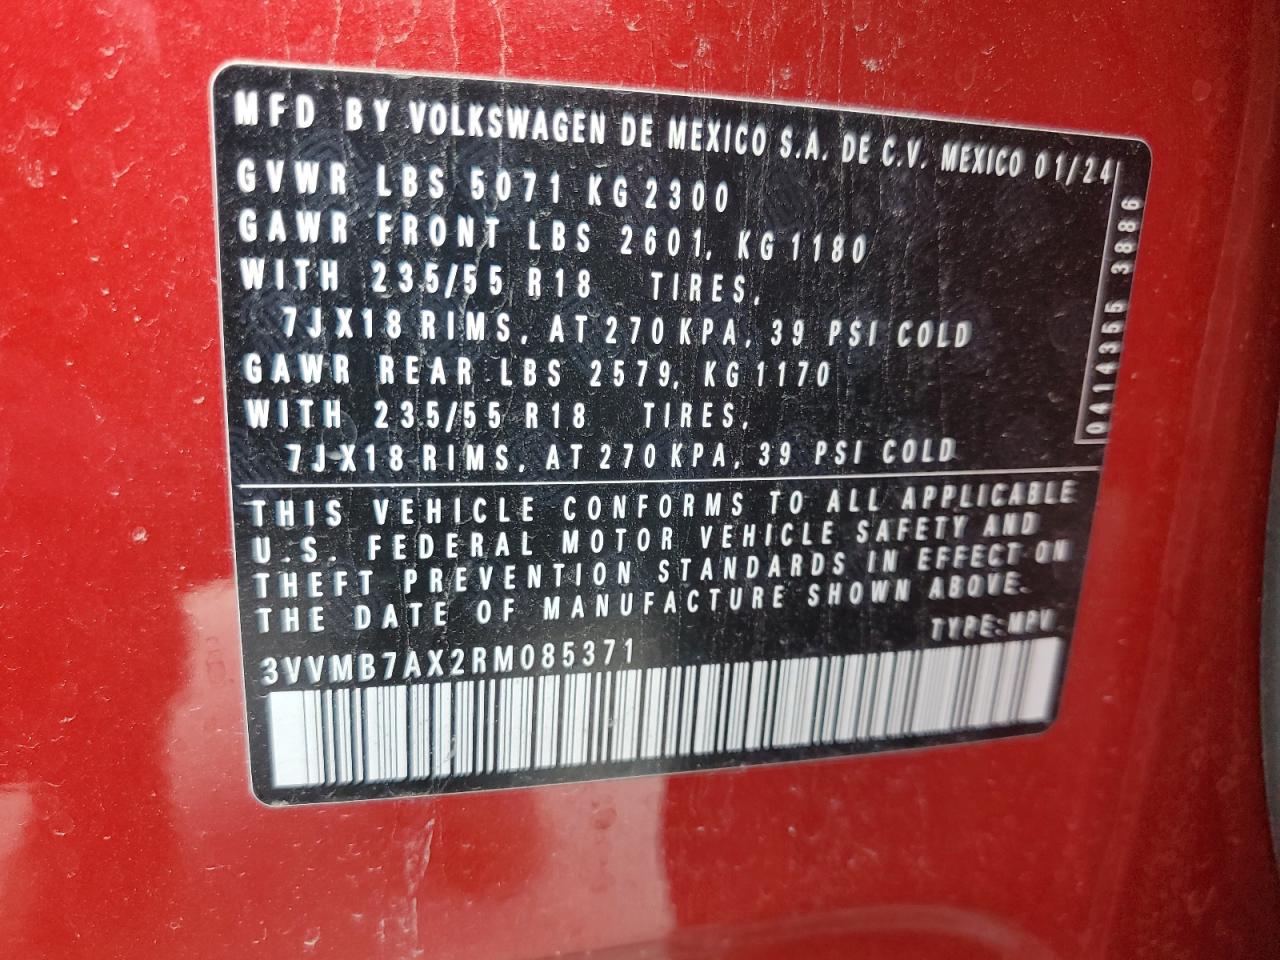 MFD BY VOLKSWAGEN DE MEXICO S.A. DE C.V. MEXICO 01/24
GVWR LBS 5071 KG 2300
GAWR FRONT LBS 2601, KG 1180
WITH 235/55 R18 TIRES,
7JX18 RIMS, AT 270 KPA, 39 PSI COLD
GAWR REAR LBS 2579, KG 1170
WITH 235/55 R18 TIRES,
7JX18 RIMS, AT 270 KPA, 39 PSI COLD
0414355 3886
THIS VEHICLE CONFORMS TO ALL APPLICABLE
U.S. FEDERAL MOTOR VEHICLE SAFETY AND
THEFT PREVENTION STANDARDS IN EFFECT ON
THE DATE OF MANUFACTURE SHOWN ABOVE.
TYPE: MPV
3VVMB7AX2RM085371